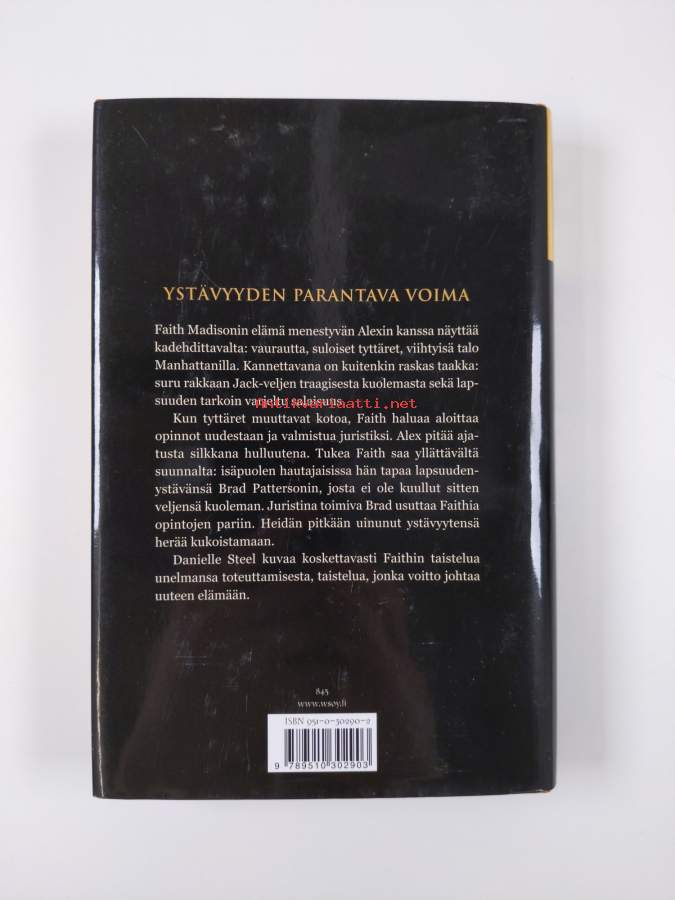 YSTÄVYYDEN PARANTAVA VOIMA
Faith Madisonin elämä menestyvän Alexin kanssa näyttää
kadehdittavalta: vaurautta, suloiset tyttäret, viihtyisä talo
Manhattanilla. Kannettavana on kuitenkin raskas taakka:
suru rakkaan Jack-veljen traagisesta kuolemasta sekä lap-
suuden tarkoin varjeltu salaisuus.
Antikvariaatti.net
Kun tyttäret muuttavat kotoa, Faith haluaa aloittaa
opinnot uudestaan ja valmistua juristiksi. Alex pitää aja-
tusta silkkana hulluutena. Tukea Faith saa yllättävältä
suunnalta: isäpuolen hautajaisissa hän tapaa lapsuuden-
ystävänsä Brad Pattersonin, josta ei ole kuullut sitten
veljensä kuoleman. Juristina toimiva Brad usuttaa Faithia
opintojen pariin. Heidän pitkään uinunut ystävyytensä
herää kukoistamaan.
Danielle Steel kuvaa koskettavasti Faithin taistelua
unelmansa toteuttamisesta, taistelua, jonka voitto johtaa
uuteen elämään.
845
www.wsoy.fi
ISBN 951-0-30290-2
9 789510 302903